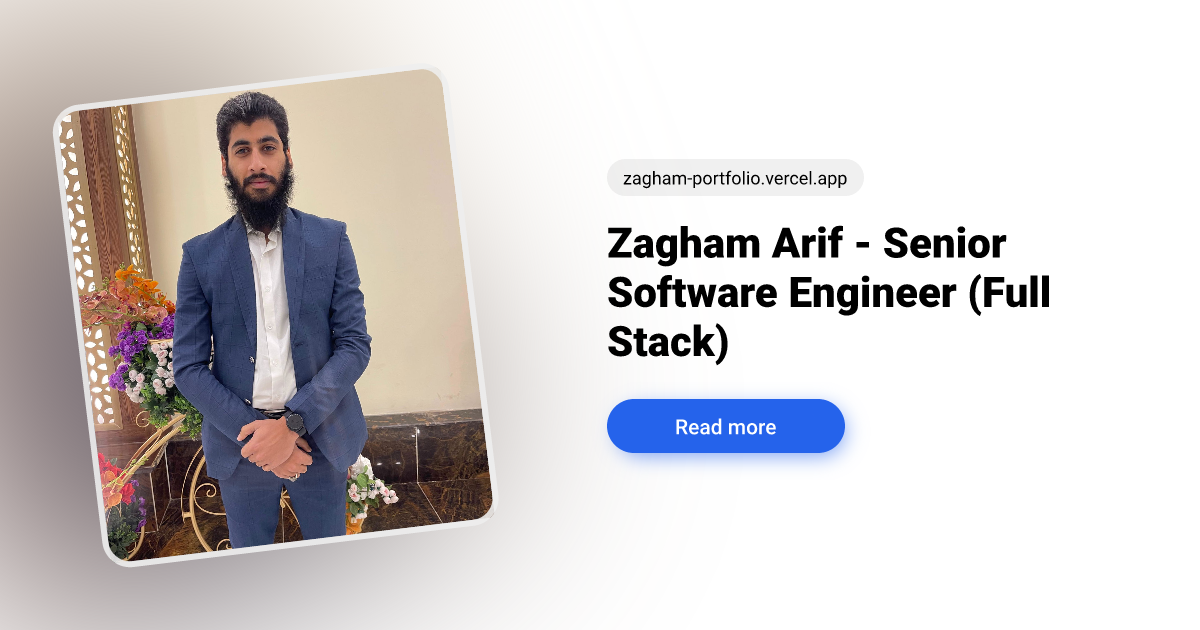 zagham-portfolio.vercel.app
Zagham Arif - Senior
Software Engineer (Full
Stack)
Read more